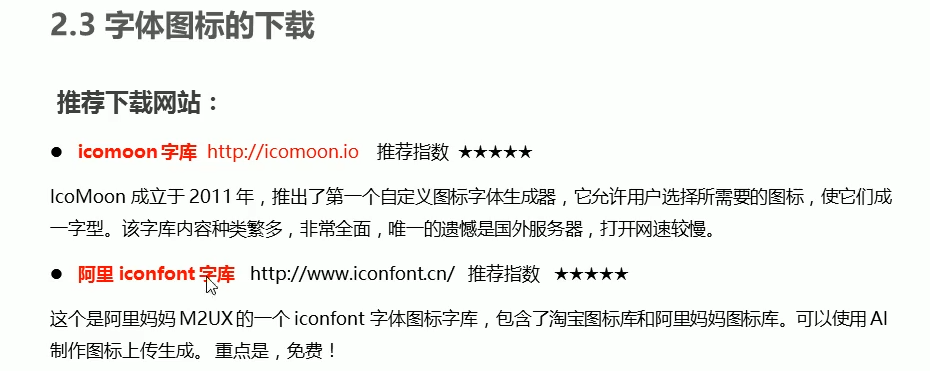 2.3 字体图标的下载
推荐下载网站：
● icomoon 字库 http://icomoon.io 推荐指数 ★★★★★
IcoMoon 成立于 2011 年，推出了第一个自定义图标字体生成器，它允许用户选择所需要的图标，使它们成
一字型。该字库内容种类繁多，非常全面，唯一的遗憾是国外服务器，打开网速较慢。
● 阿里 iconfont 字库 http://www.iconfont.cn/ 推荐指数 ★★★★★
这个是阿里妈妈 M2UX 的一个 iconfont 字体图标字库，包含了淘宝图标库和阿里妈妈图标库。可以使用 AI
制作图标上传生成。 重点是，免费！